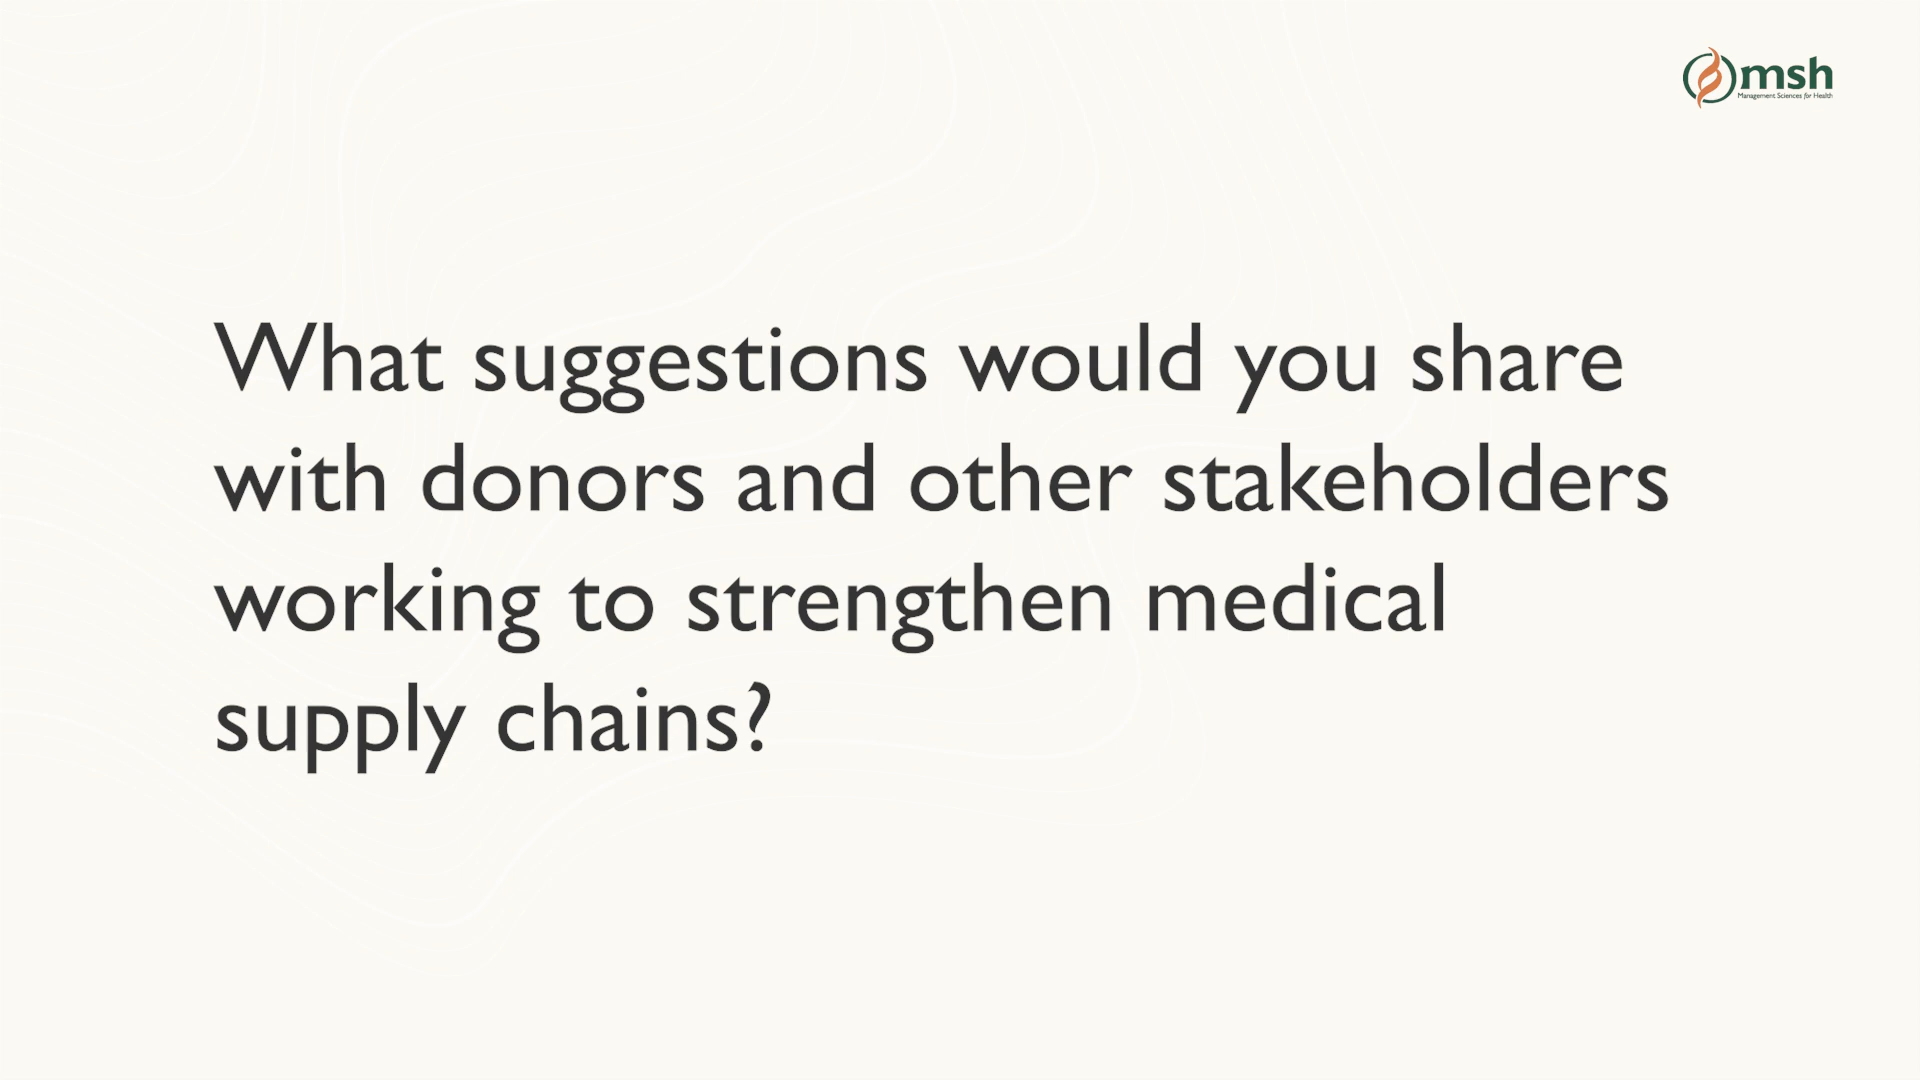 msh
Management Sciences for Health
What suggestions would you share
with donors and other stakeholders
working to strengthen medical
supply chains?